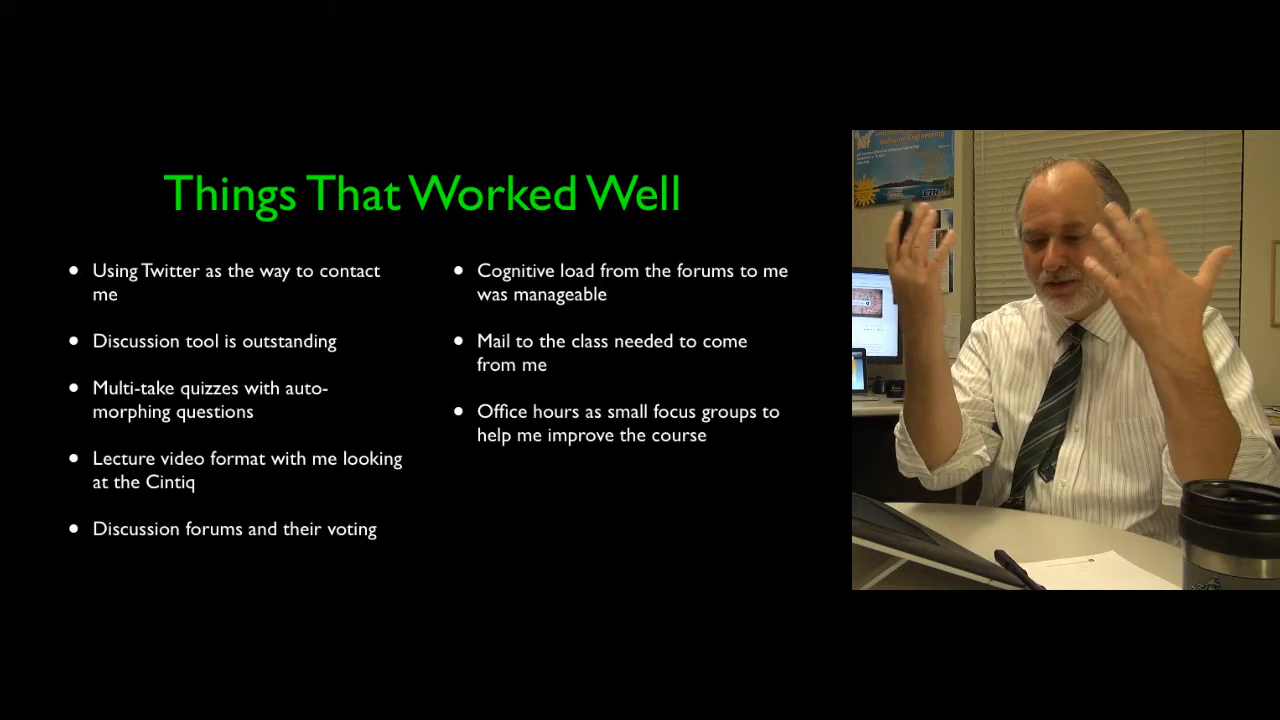 Things That Worked Well
Using Twitter as the way to contact
me
Discussion tool is outstanding
Multi-take quizzes with auto-
morphing questions
Lecture video format with me looking
at the Cintiq
Discussion forums and their voting
Cognitive load from the forums to me
was manageable
Mail to the class needed to come
from me
Office hours as small focus groups to
help me improve the course
Software Engineering